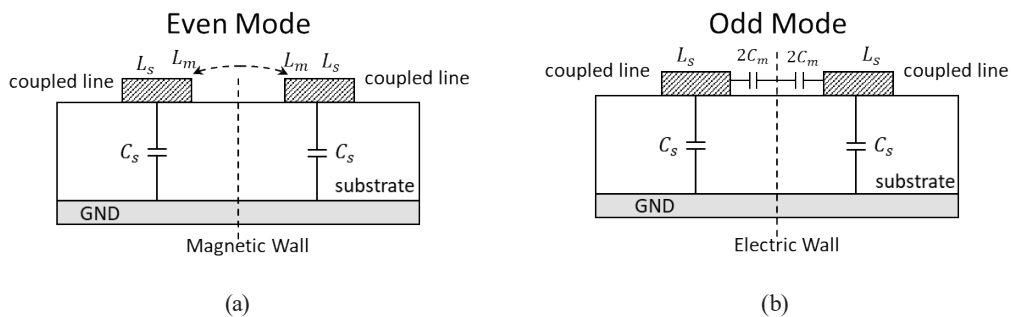 Even Mode
L_s L_m L_m L_s
coupled line coupled line
C_s C_s
substrate
GND
Magnetic Wall
(a)
Odd Mode
L_s 2C_m 2C_m L_s
coupled line coupled line
C_s C_s
substrate
GND
Electric Wall
(b)